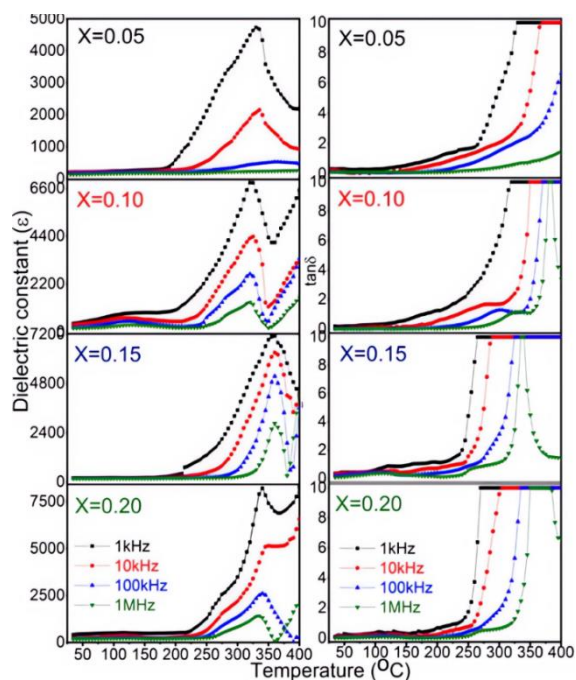 5000
4000
3000
2000
1000
0
X=0.05
10
8
6
4
2
0
X=0.05
6600
4400
2200
0
X=0.10
10
8
6
4
2
0
X=0.10
7200
4800
2400
0
X=0.15
10
8
6
4
2
0
X=0.15
7500
5000
2500
0
X=0.20
1kHz
10kHz
100kHz
1MHz
10
8
6
4
2
0
X=0.20
1kHz
10kHz
100kHz
1MHz
Dielectric constant (ε)
tanδ
50 100 150 200 250 300 350 400
50 100 150 200 250 300 350 400
Temperature (OC)
Temperature (OC)